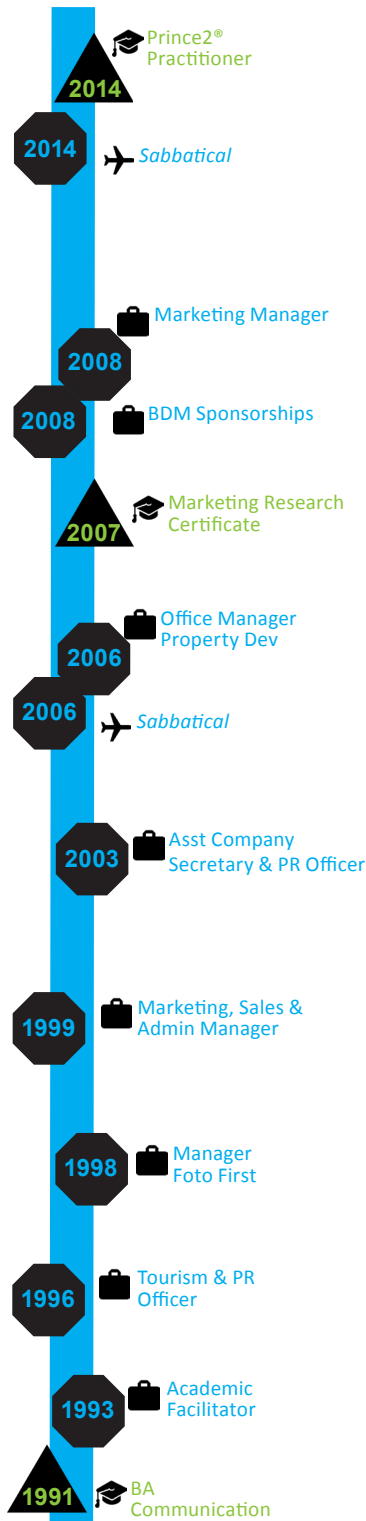 Prince2®
Practitioner
2014
2014
Sabbatical
Marketing Manager
2008
2008
BDM Sponsorships
Marketing Research
Certificate
2007
Office Manager
Property Dev
2006
2006
Sabbatical
Asst Company
Secretary & PR Officer
2003
Marketing, Sales &
Admin Manager
1999
Manager
Foto First
1998
Tourism & PR
Officer
1996
Academic
Facilitator
1993
BA
Communication
1991